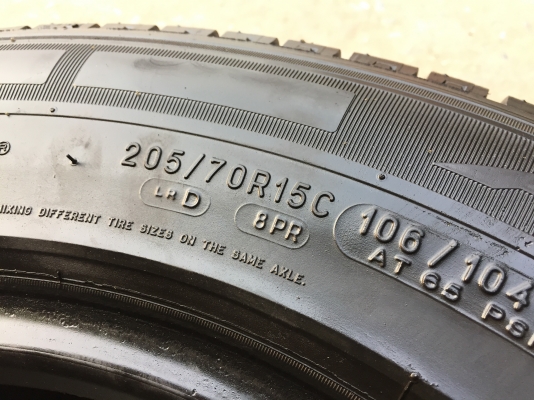 ®
205/70R15C
LR D
8PR
106/104
AT 65 PSI
MIXING DIFFERENT TIRE SIZES ON THE SAME AXLE.